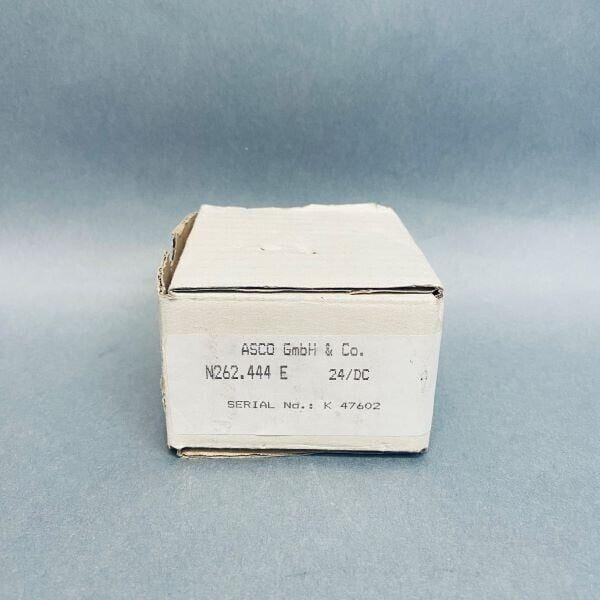 ASCO GmbH & Co.
N262.444 E 24/DC
SERIAL No.: K 47602